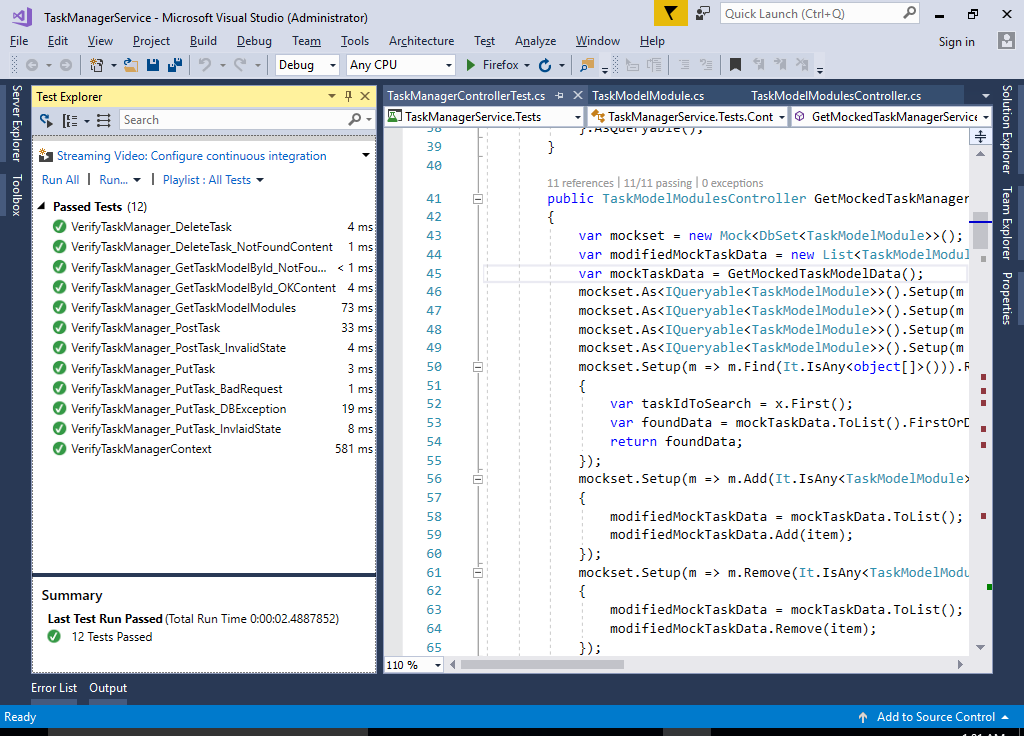 TaskManagerService - Microsoft Visual Studio (Administrator)
Quick Launch (Ctrl+Q)
File Edit View Project Build Debug Team Tools Architecture Test Analyze Window Help
Sign in
Debug Any CPU Firefox
Server Explorer
Toolbox
Test Explorer
Search
Streaming Video: Configure continuous integration
Run All | Run... | Playlist : All Tests
Passed Tests (12)
VerifyTaskManager_DeleteTask 4 ms
VerifyTaskManager_DeleteTask_NotFoundContent 1 ms
VerifyTaskManager_GetTaskModelById_NotFou... < 1 ms
VerifyTaskManager_GetTaskModelById_OKContent 4 ms
VerifyTaskManager_GetTaskModelModules 73 ms
VerifyTaskManager_PostTask 33 ms
VerifyTaskManager_PostTask_InvalidState 4 ms
VerifyTaskManager_PutTask 3 ms
VerifyTaskManager_PutTask_BadRequest 1 ms
VerifyTaskManager_PutTask_DBException 19 ms
VerifyTaskManager_PutTask_InvlaidState 8 ms
VerifyTaskManagerContext 581 ms
Summary
Last Test Run Passed (Total Run Time 0:00:02.4887852)
12 Tests Passed
TaskManagerControllerTest.cs TaskModelModule.cs TaskModelModulesController.cs
TaskManagerService.Tests TaskManagerService.Tests.Cont GetMockedTaskManagerService
38 }.AsQueryable();
39 }
40
11 references | 11/11 passing | 0 exceptions
41 public TaskModelModulesController GetMockedTaskManager
42 {
43 var mockset = new Mock<DbSet<TaskModelModule>>();
44 var modifiedMockTaskData = new List<TaskModelModul
45 var mockTaskData = GetMockedTaskModelData();
46 mockset.As<IQueryable<TaskModelModule>>().Setup(m
47 mockset.As<IQueryable<TaskModelModule>>().Setup(m
48 mockset.As<IQueryable<TaskModelModule>>().Setup(m
49 mockset.As<IQueryable<TaskModelModule>>().Setup(m
50 mockset.Setup(m => m.Find(It.IsAny<object[]>())).R
51 {
52 var taskIdToSearch = x.First();
53 var foundData = mockTaskData.ToList().FirstOrD
54 return foundData;
55 });
56 mockset.Setup(m => m.Add(It.IsAny<TaskModelModule>
57 {
58 modifiedMockTaskData = mockTaskData.ToList();
59 modifiedMockTaskData.Add(item);
60 });
61 mockset.Setup(m => m.Remove(It.IsAny<TaskModelModu
62 {
63 modifiedMockTaskData = mockTaskData.ToList();
64 modifiedMockTaskData.Remove(item);
65 });
110 %
Solution Explorer
Team Explorer
Properties
Error List Output
Ready
Add to Source Control